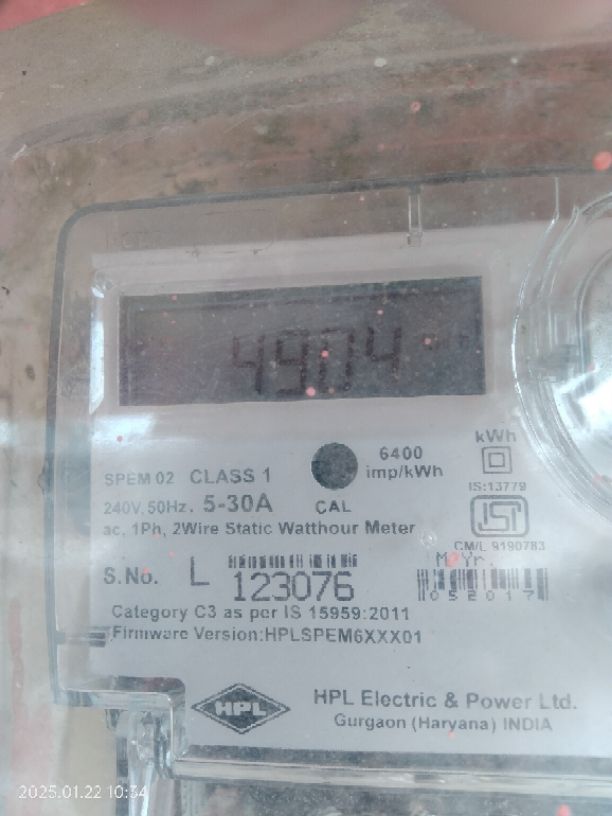 4904
kWh
6400
imp/kWh
IS:13779
SPEM 02 CLASS 1
240V, 50Hz. 5-30A
CAL
ac, 1Ph, 2Wire Static Watthour Meter
CM/L 9190783
M Yr.
S.No. L 123076
052017
Category C3 as per IS 15959:2011
Firmware Version:HPLSPEM6XXX01
HPL
HPL Electric & Power Ltd.
Gurgaon (Haryana) INDIA
2025.01.22 10:34